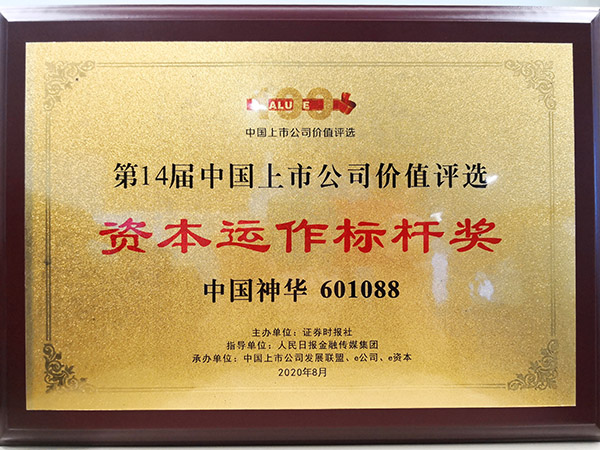 100
VALUE
中国上市公司价值评选
第14届中国上市公司价值评选
资本运作标杆奖
中国神华 601088
主办单位：证券时报社
指导单位：人民日报金融传媒集团
承办单位：中国上市公司发展联盟、e公司、e资本
2020年8月